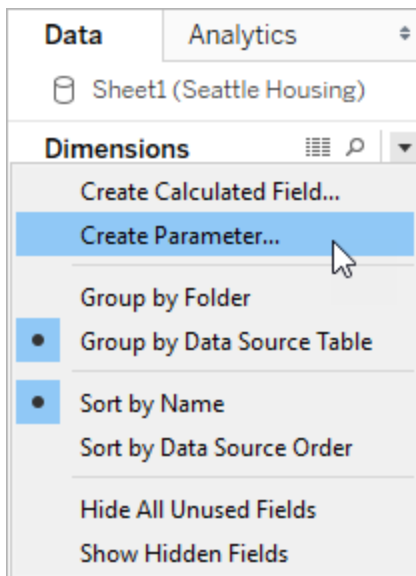 Data Analytics
Sheet1 (Seattle Housing)
Dimensions
Create Calculated Field...
Create Parameter...
Group by Folder
Group by Data Source Table
Sort by Name
Sort by Data Source Order
Hide All Unused Fields
Show Hidden Fields